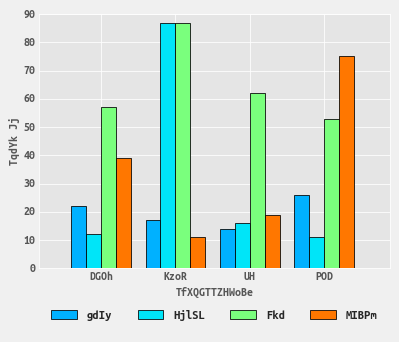 90
80
70
60
50
40
30
20
10
0
TqdYk Jj
DGOh KzoR UH POD
TfXQGTTZHWoBe
gdIy HjlSL Fkd MIBPm